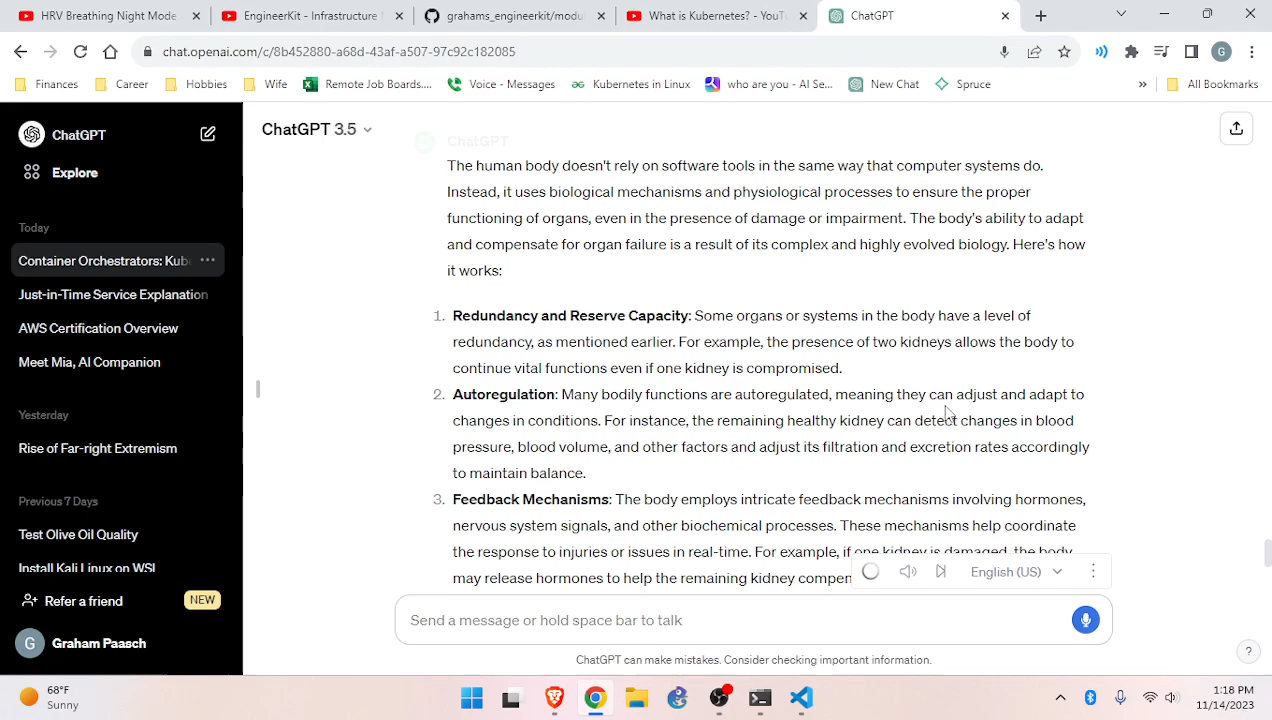 HRV Breathing Night Mode
EngineerKit - Infrastructure
grahams_engineerkit/modu
What is Kubernetes? - YouTu
ChatGPT
chat.openai.com/c/8b452880-a68d-43af-a507-97c92c182085
G
Finances
Career
Hobbies
Wife
Remote Job Boards....
Voice - Messages
Kubernetes in Linux
who are you - AI Se...
New Chat
Spruce
»
All Bookmarks
ChatGPT
Explore
Today
Container Orchestrators: Kube
Just-in-Time Service Explanation
AWS Certification Overview
Meet Mia, AI Companion
Yesterday
Rise of Far-right Extremism
Previous 7 Days
Test Olive Oil Quality
Install Kali Linux on WSL
Refer a friend
NEW
G
Graham Paasch
ChatGPT 3.5
ChatGPT
The human body doesn't rely on software tools in the same way that computer systems do.
Instead, it uses biological mechanisms and physiological processes to ensure the proper
functioning of organs, even in the presence of damage or impairment. The body's ability to adapt
and compensate for organ failure is a result of its complex and highly evolved biology. Here's how
it works:
1. Redundancy and Reserve Capacity: Some organs or systems in the body have a level of
redundancy, as mentioned earlier. For example, the presence of two kidneys allows the body to
continue vital functions even if one kidney is compromised.
2. Autoregulation: Many bodily functions are autoregulated, meaning they can adjust and adapt to
changes in conditions. For instance, the remaining healthy kidney can detect changes in blood
pressure, blood volume, and other factors and adjust its filtration and excretion rates accordingly
to maintain balance.
3. Feedback Mechanisms: The body employs intricate feedback mechanisms involving hormones,
nervous system signals, and other biochemical processes. These mechanisms help coordinate
the response to injuries or issues in real-time. For example, if one kidney is damaged, the body
may release hormones to help the remaining kidney compen
English (US)
Send a message or hold space bar to talk
ChatGPT can make mistakes. Consider checking important information.
?
68°F
Sunny
1:18 PM
11/14/2023